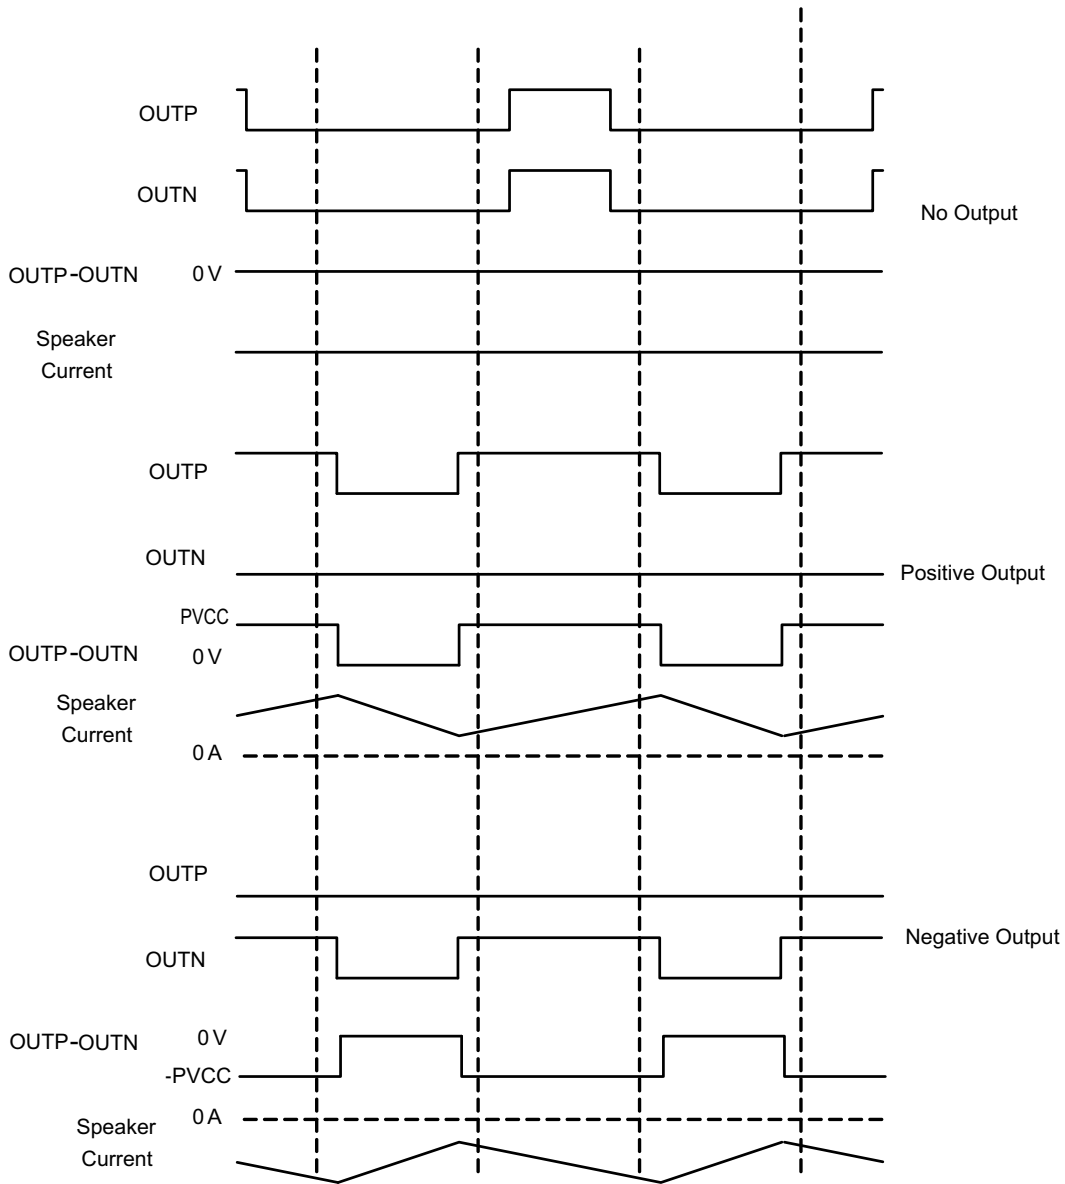 OUTP
OUTN
No Output
OUTP-OUTN 0 V
Speaker
Current
OUTP
OUTN
Positive Output
PVCC
OUTP-OUTN 0 V
Speaker
Current
0 A
OUTP
Negative Output
OUTN
OUTP-OUTN 0 V
-PVCC
0 A
Speaker
Current